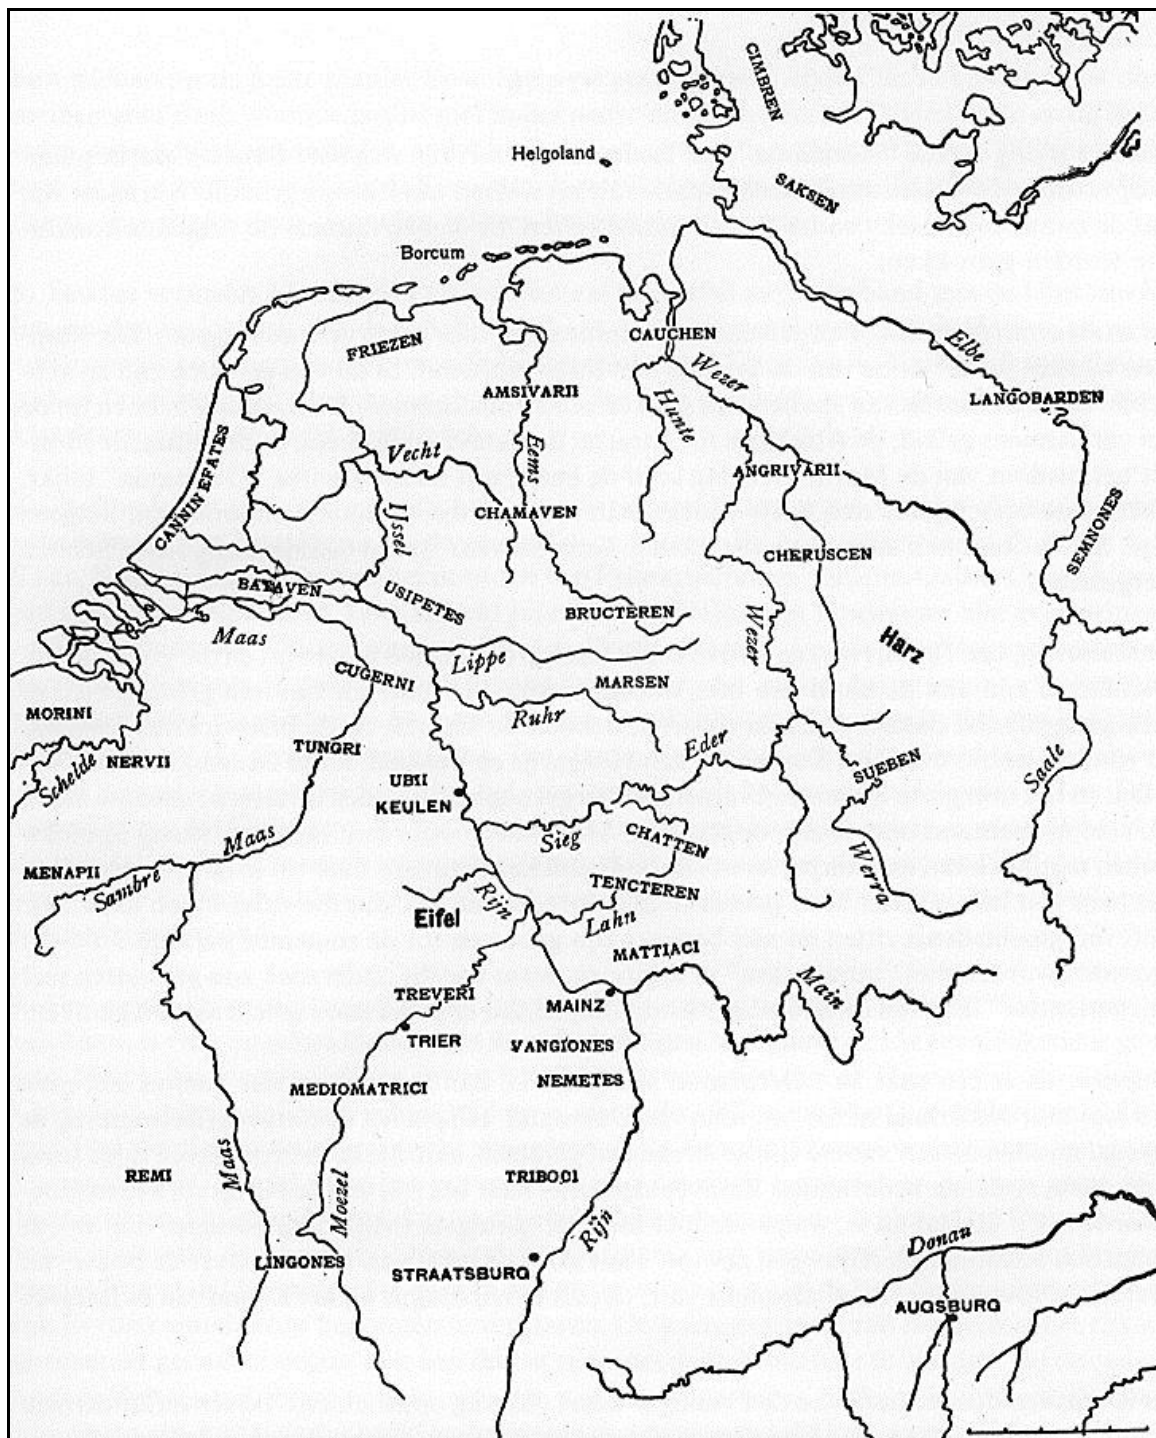 CIMBREN
Helgoland
SAKSEN
Borcum
FRIEZEN
CAUCHEN
Elbe
Wezer
AMSIVARII
Hunte
LANGOBARDEN
CANNINEFATES
Vecht
Eems
ANGRIVARII
IJssel
CHAMAVEN
SEMNONES
CHERUSCEN
BATAVEN
USIPETES
BRUCTEREN
Maas
Wezer
Harz
Lippe
CUGERNI
MARSEN
MORINI
Ruhr
TUNGRI
Eder
NERVII
Schelde
SUEBEN
Saale
UBII
KEULEN
Maas
Sieg
CHATTEN
MENAPII
Sambre
Werra
TENCTEREN
Rijn
Eifel
Lahn
MATTIACI
TREVERI
MAINZ
Main
TRIER
VANGIONES
MEDIOMATRICI
NEMETES
REMI
Maas
Moezel
TRIBOCI
Rijn
Donau
LINGONES
STRAATSBURG
AUGSBURG